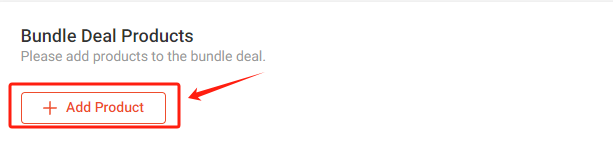 Bundle Deal Products
Please add products to the bundle deal.
+ Add Product